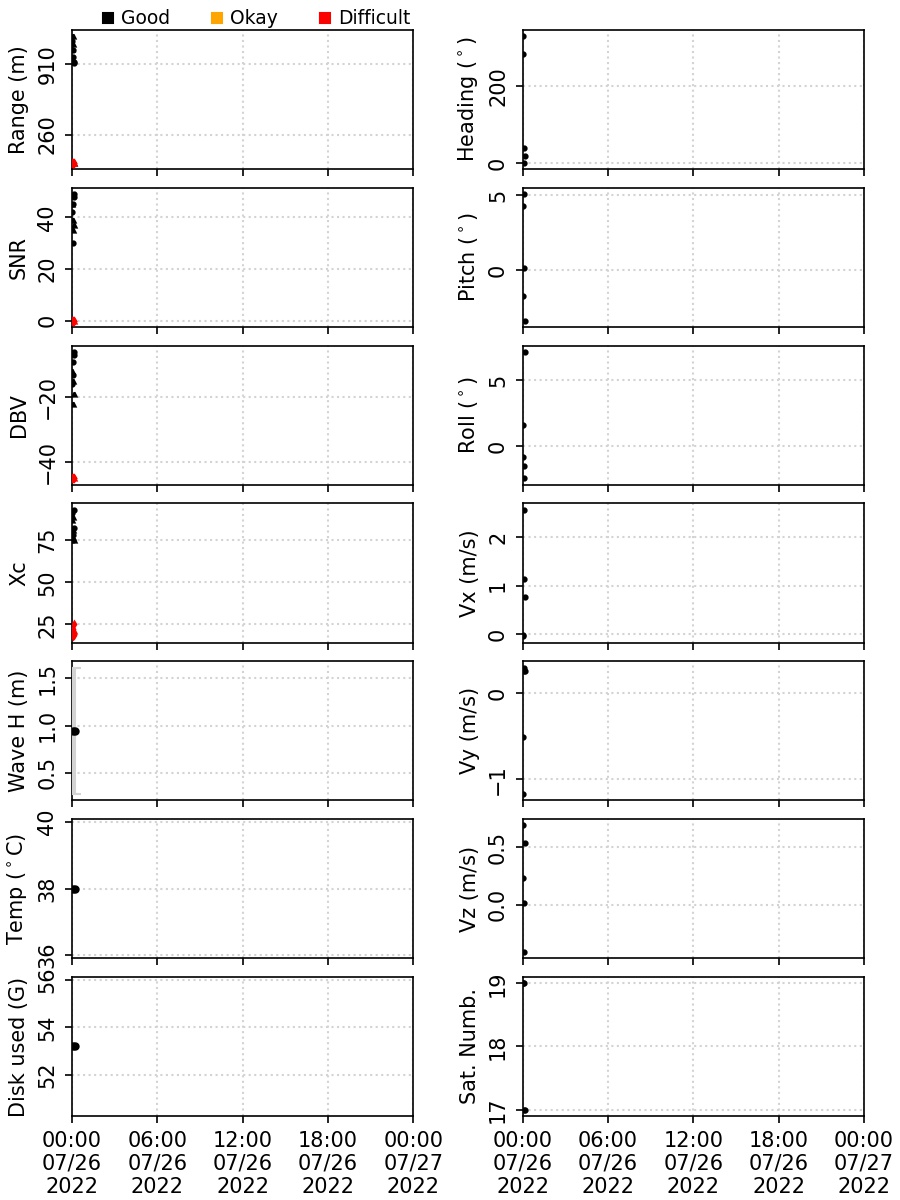 Good Okay Difficult
Range (m)
910
260
Heading (°)
200
0
SNR
40
20
0
Pitch (°)
5
0
DBV
−20
−40
Roll (°)
5
0
Xc
75
50
25
Vx (m/s)
2
1
0
Wave H (m)
1.5
1.0
0.5
Vy (m/s)
0
−1
Temp (°C)
40
38
36
Vz (m/s)
0.5
0.0
Disk used (G)
56
54
52
Sat. Numb.
19
18
17
00:00 06:00 12:00 18:00 00:00
07/26 07/26 07/26 07/26 07/27
2022 2022 2022 2022 2022
00:00 06:00 12:00 18:00 00:00
07/26 07/26 07/26 07/26 07/27
2022 2022 2022 2022 2022